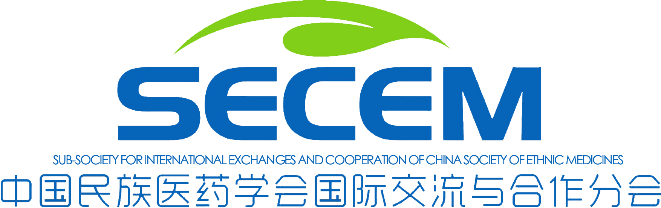 SECEM
SUB-SOCIETY FOR INTERNATIONAL EXCHANGES AND COOPERATION OF CHINA SOCIETY OF ETHNIC MEDICINES
中国民族医药学会国际交流与合作分会